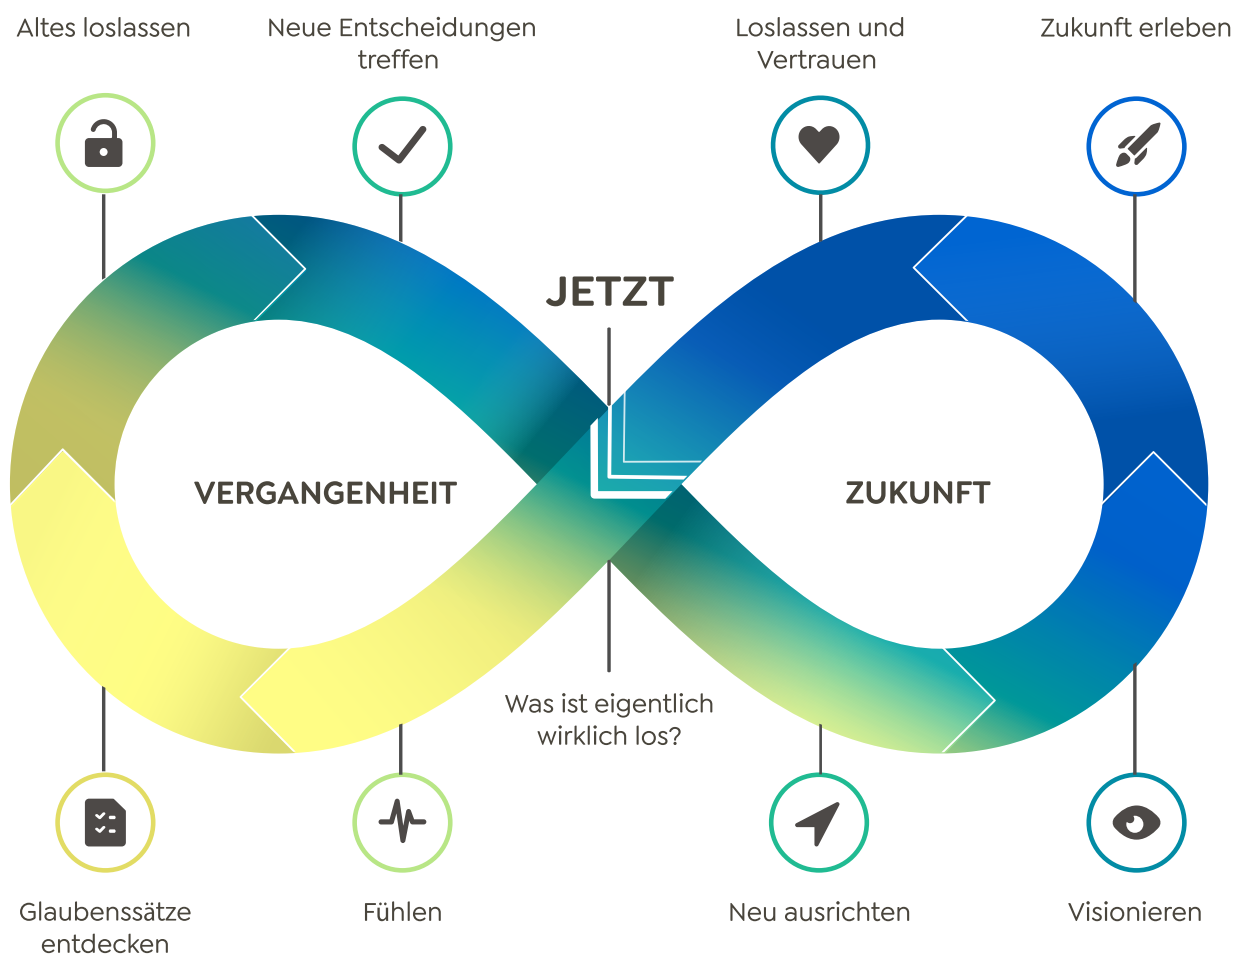 Altes loslassen
Neue Entscheidungen
treffen
Loslassen und
Vertrauen
Zukunft erleben
JETZT
VERGANGENHEIT
ZUKUNFT
Was ist eigentlich
wirklich los?
Glaubenssätze
entdecken
Fühlen
Neu ausrichten
Visionieren